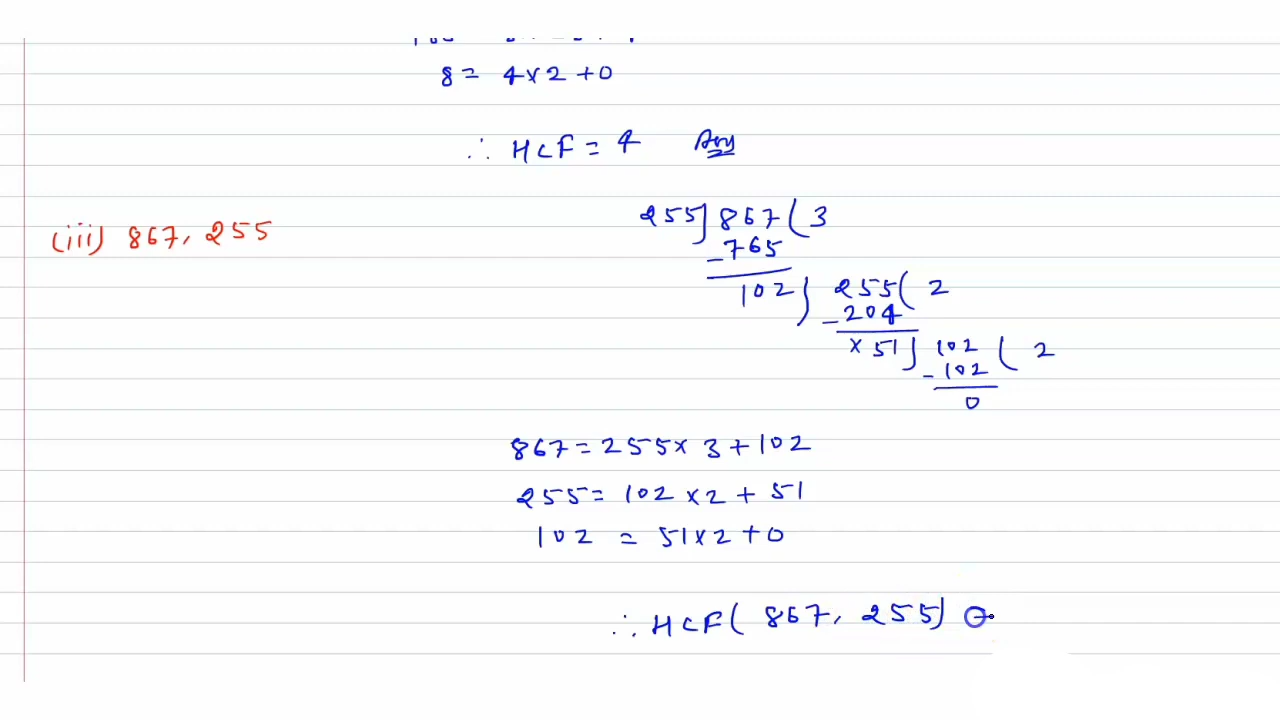 8 = 4×2+0
∴ HCF = 4 Ans
(iii) 867, 255
255) 867 ( 3
-765
102) 255 ( 2
-204
×51) 102 ( 2
-102
0
867 = 255× 3 + 102
255 = 102 ×2 + 51
102 = 51×2+0
∴ HCF( 867, 255)